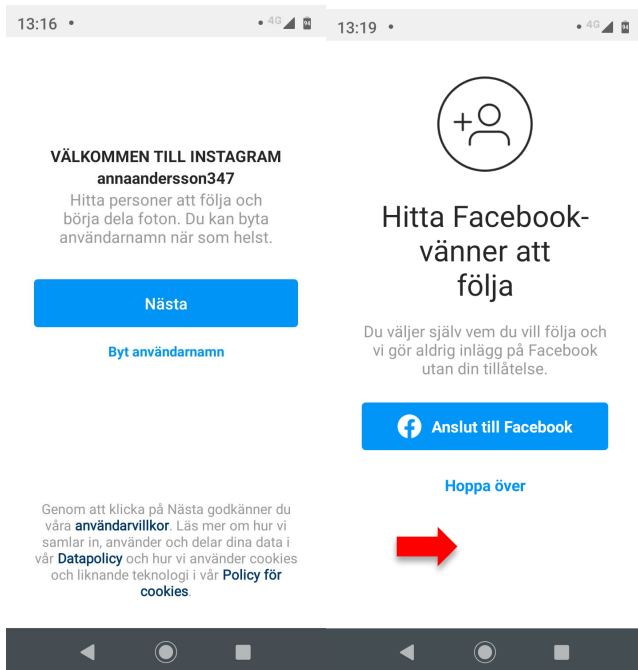 13:16
4G
94
VÄLKOMMEN TILL INSTAGRAM
annaandersson347
Hitta personer att följa och
börja dela foton. Du kan byta
användarnamn när som helst.
Nästa
Byt användarnamn
Genom att klicka på Nästa godkänner du
våra användarvillkor. Läs mer om hur vi
samlar in, använder och delar dina data i
vår Datapolicy och hur vi använder cookies
och liknande teknologi i vår Policy för
cookies.
13:19
4G
Hitta Facebook-
vänner att
följa
Du väljer själv vem du vill följa och
vi gör aldrig inlägg på Facebook
utan din tillåtelse.
Anslut till Facebook
Hoppa över